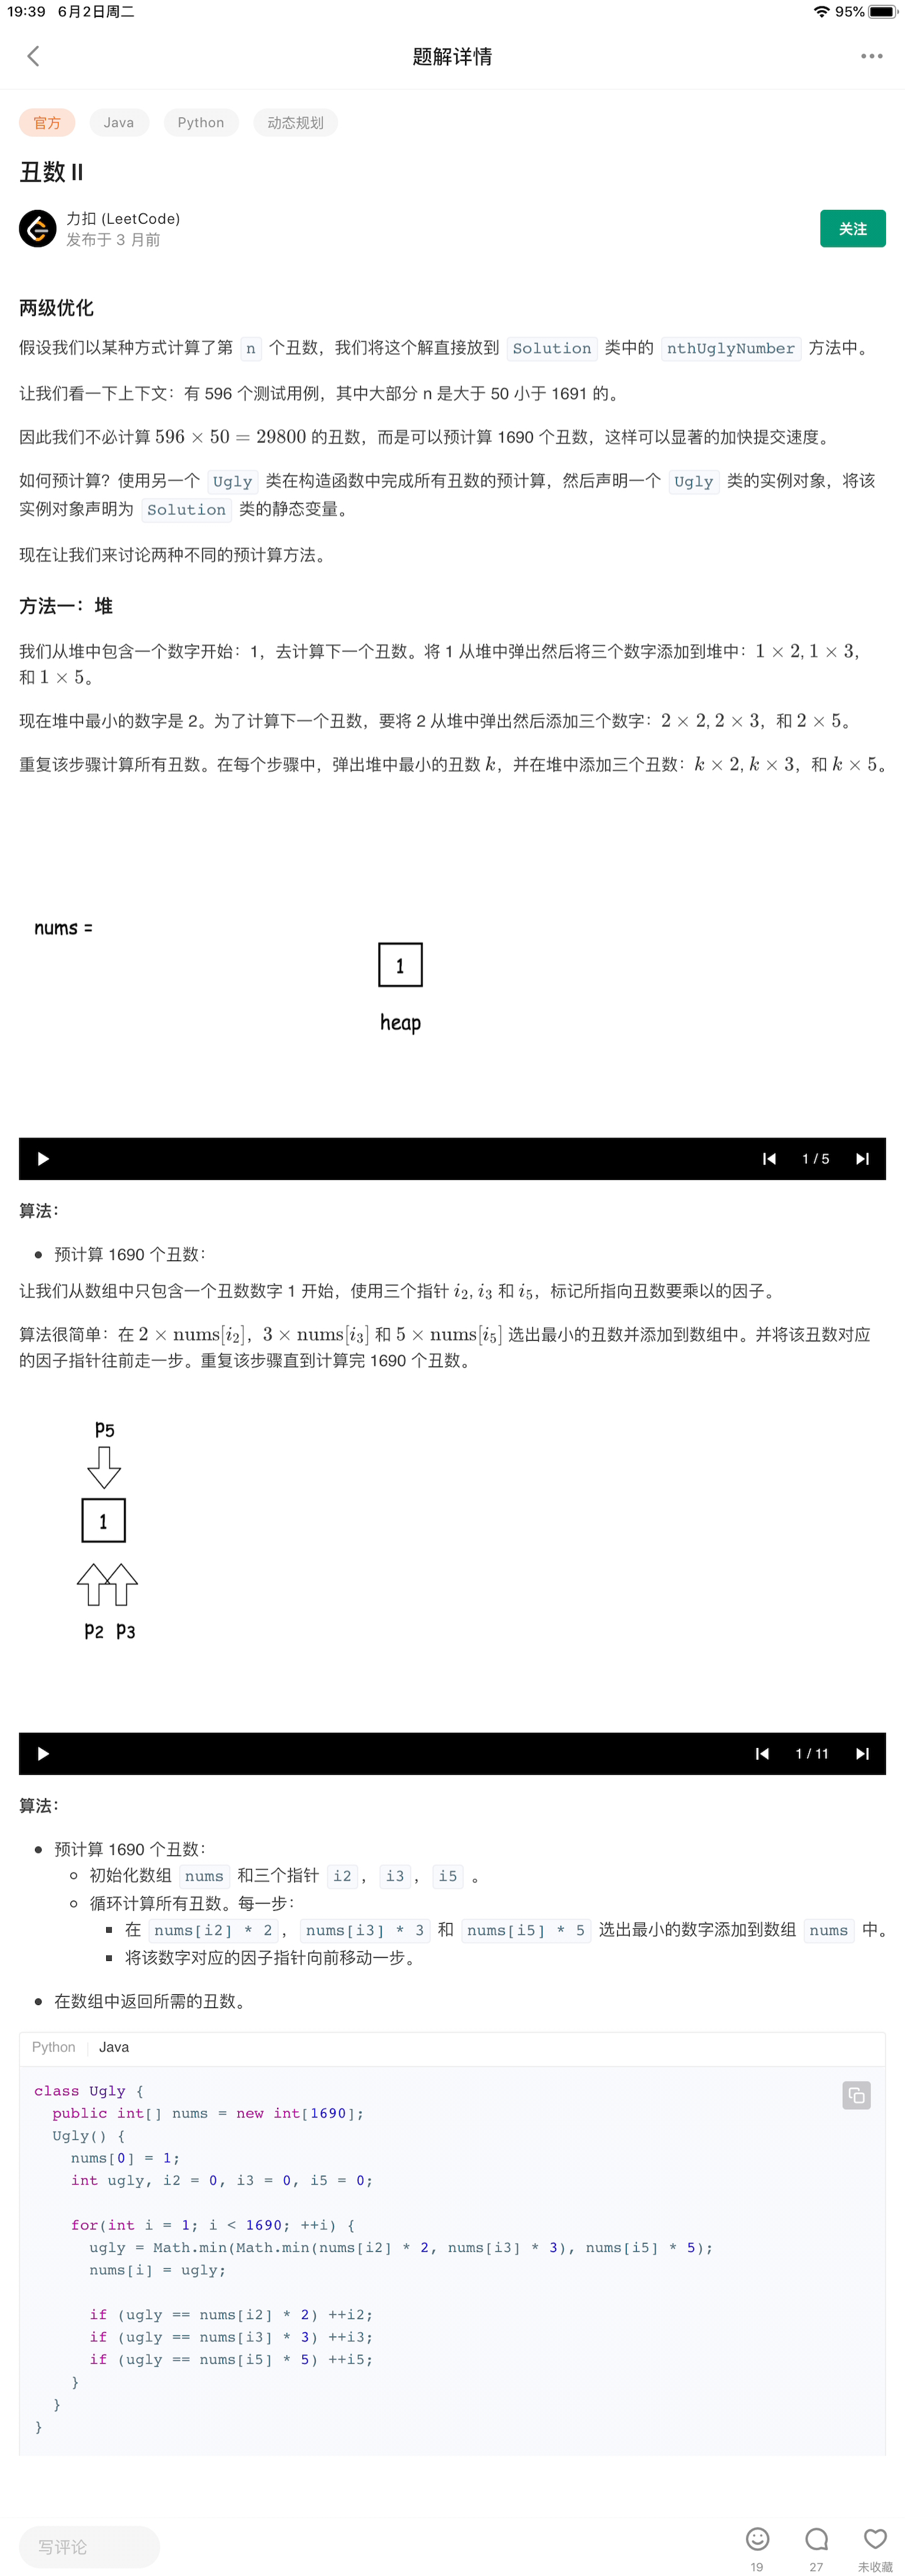 19:39 6月2日周二
95%
题解详情
官方 Java Python 动态规划
丑数 II
力扣 (LeetCode)
发布于 3 月前
关注
两级优化
假设我们以某种方式计算了第 n 个丑数，我们将这个解直接放到 Solution 类中的 nthUglyNumber 方法中。
让我们看一下上下文：有 596 个测试用例，其中大部分 n 是大于 50 小于 1691 的。
因此我们不必计算 596 × 50 = 29800 的丑数，而是可以预计算 1690 个丑数，这样可以显著的加快提交速度。
如何预计算？使用另一个 Ugly 类在构造函数中完成所有丑数的预计算，然后声明一个 Ugly 类的实例对象，将该
实例对象声明为 Solution 类的静态变量。
现在让我们来讨论两种不同的预计算方法。
方法一：堆
我们从堆中包含一个数字开始：1，去计算下一个丑数。将 1 从堆中弹出然后将三个数字添加到堆中：1 × 2, 1 × 3，
和 1 × 5。
现在堆中最小的数字是 2。为了计算下一个丑数，要将 2 从堆中弹出然后添加三个数字：2 × 2, 2 × 3，和 2 × 5。
重复该步骤计算所有丑数。在每个步骤中，弹出堆中最小的丑数 k，并在堆中添加三个丑数：k × 2, k × 3，和 k × 5。
nums =
1
heap
1 / 5
算法：
• 预计算 1690 个丑数：
让我们从数组中只包含一个丑数数字 1 开始，使用三个指针 i₂, i₃ 和 i₅，标记所指向丑数要乘以的因子。
算法很简单：在 2 × nums[i₂]，3 × nums[i₃] 和 5 × nums[i₅] 选出最小的丑数并添加到数组中。并将该丑数对应
的因子指针往前走一步。重复该步骤直到计算完 1690 个丑数。
p5
1
p2 p3
1 / 11
算法：
• 预计算 1690 个丑数：
◦ 初始化数组 nums 和三个指针 i2，i3，i5。
◦ 循环计算所有丑数。每一步：
▪ 在 nums[i2] * 2，nums[i3] * 3 和 nums[i5] * 5 选出最小的数字添加到数组 nums 中。
▪ 将该数字对应的因子指针向前移动一步。
• 在数组中返回所需的丑数。
Python Java
class Ugly {
  public int[] nums = new int[1690];
  Ugly() {
    nums[0] = 1;
    int ugly, i2 = 0, i3 = 0, i5 = 0;
    for(int i = 1; i < 1690; ++i) {
      ugly = Math.min(Math.min(nums[i2] * 2, nums[i3] * 3), nums[i5] * 5);
      nums[i] = ugly;
      if (ugly == nums[i2] * 2) ++i2;
      if (ugly == nums[i3] * 3) ++i3;
      if (ugly == nums[i5] * 5) ++i5;
    }
  }
}
写评论
19 27 未收藏